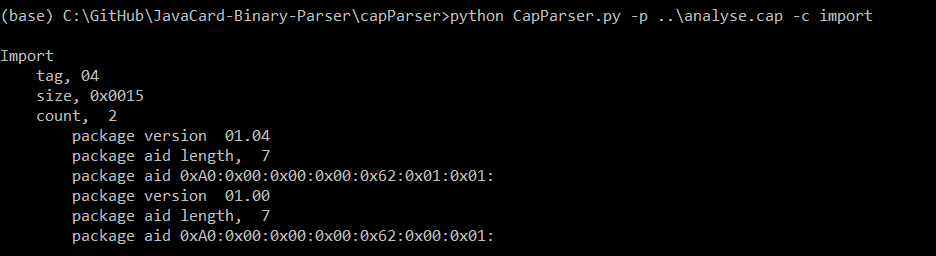 (base) C:\GitHub\JavaCard-Binary-Parser\capParser>python CapParser.py -p ..\analyse.cap -c import
Import
tag, 04
size, 0x0015
count,  2
package version  01.04
package aid length,  7
package aid 0xA0:0x00:0x00:0x00:0x62:0x01:0x01:
package version  01.00
package aid length,  7
package aid 0xA0:0x00:0x00:0x00:0x62:0x00:0x01: